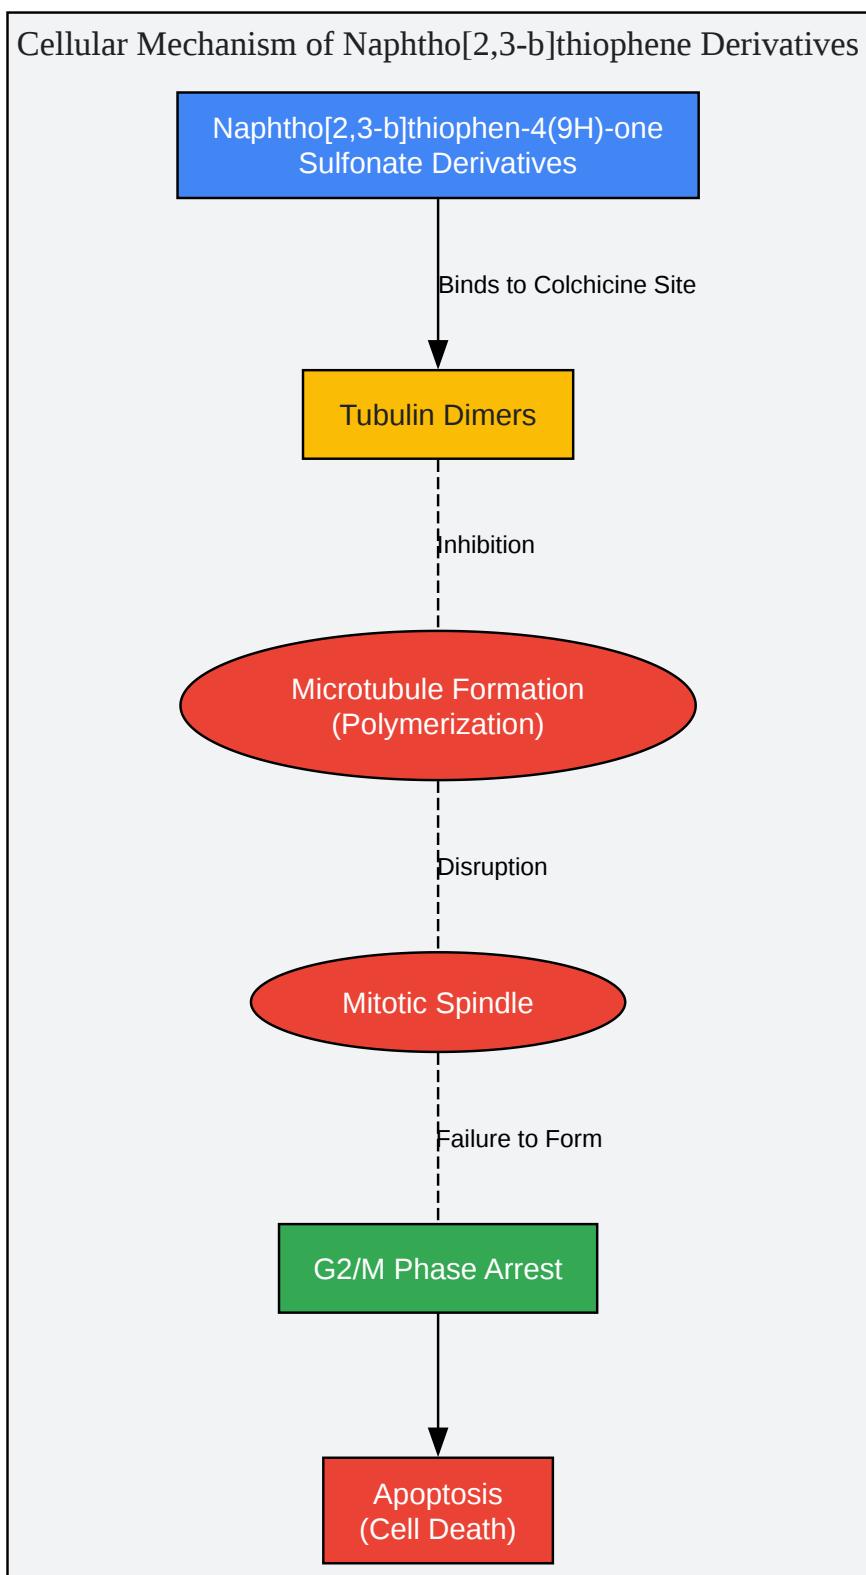 Cellular Mechanism of Naphtho[2,3-b]thiophene Derivatives
Naphtho[2,3-b]thiophen-4(9H)-one
Sulfonate Derivatives
Binds to Colchicine Site
Tubulin Dimers
Inhibition
Microtubule Formation
(Polymerization)
Disruption
Mitotic Spindle
Failure to Form
G2/M Phase Arrest
Apoptosis
(Cell Death)